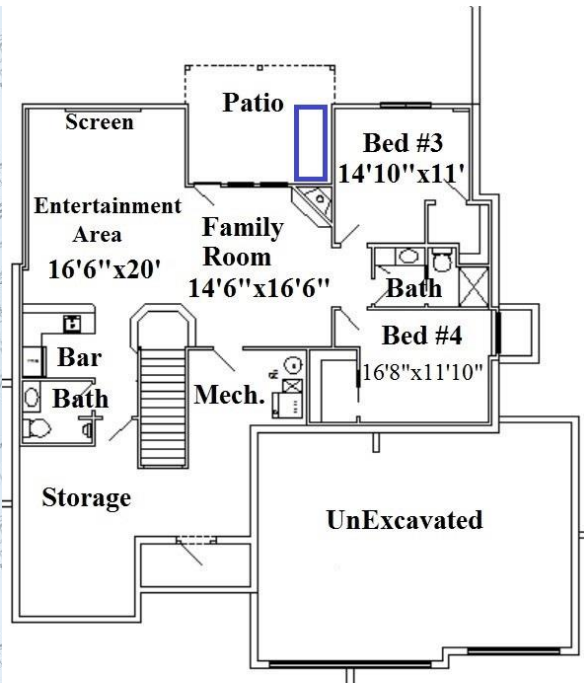 Patio
Screen
Bed #3
14'10"x11'
Entertainment
Area
16'6"x20'
Family
Room
14'6"x16'6"
Bath
Bed #4
16'8"x11'10"
Bar
Bath
Mech.
Storage
UnExcavated